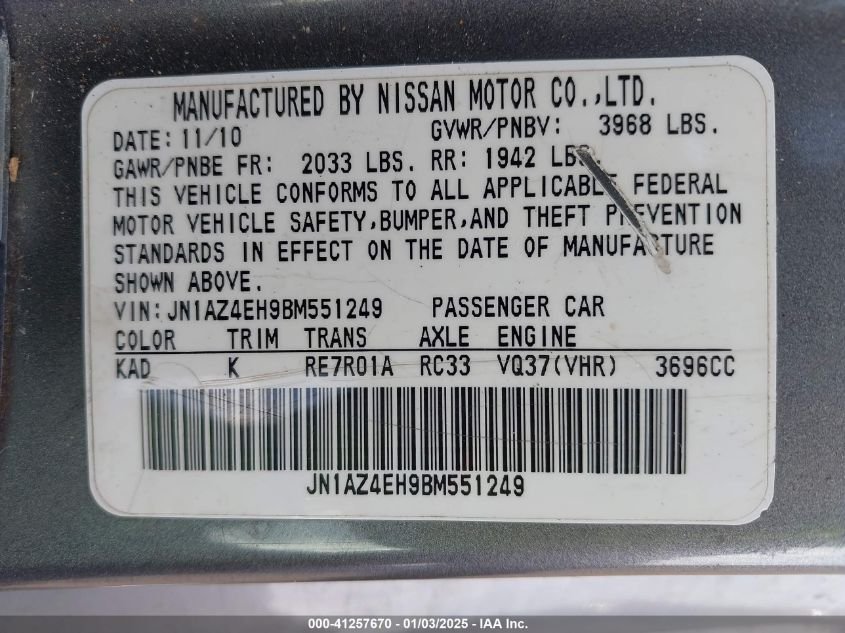 MANUFACTURED BY NISSAN MOTOR CO.,LTD.
DATE: 11/10 GVWR/PNBV: 3968 LBS.
GAWR/PNBE FR: 2033 LBS. RR: 1942 LBS.
THIS VEHICLE CONFORMS TO ALL APPLICABLE FEDERAL
MOTOR VEHICLE SAFETY,BUMPER,AND THEFT PREVENTION
STANDARDS IN EFFECT ON THE DATE OF MANUFACTURE
SHOWN ABOVE.
VIN: JN1AZ4EH9BM551249 PASSENGER CAR
COLOR TRIM TRANS AXLE ENGINE
KAD K RE7R01A RC33 VQ37(VHR) 3696CC
JN1AZ4EH9BM551249
000-41257670 - 01/03/2025 - IAA Inc.